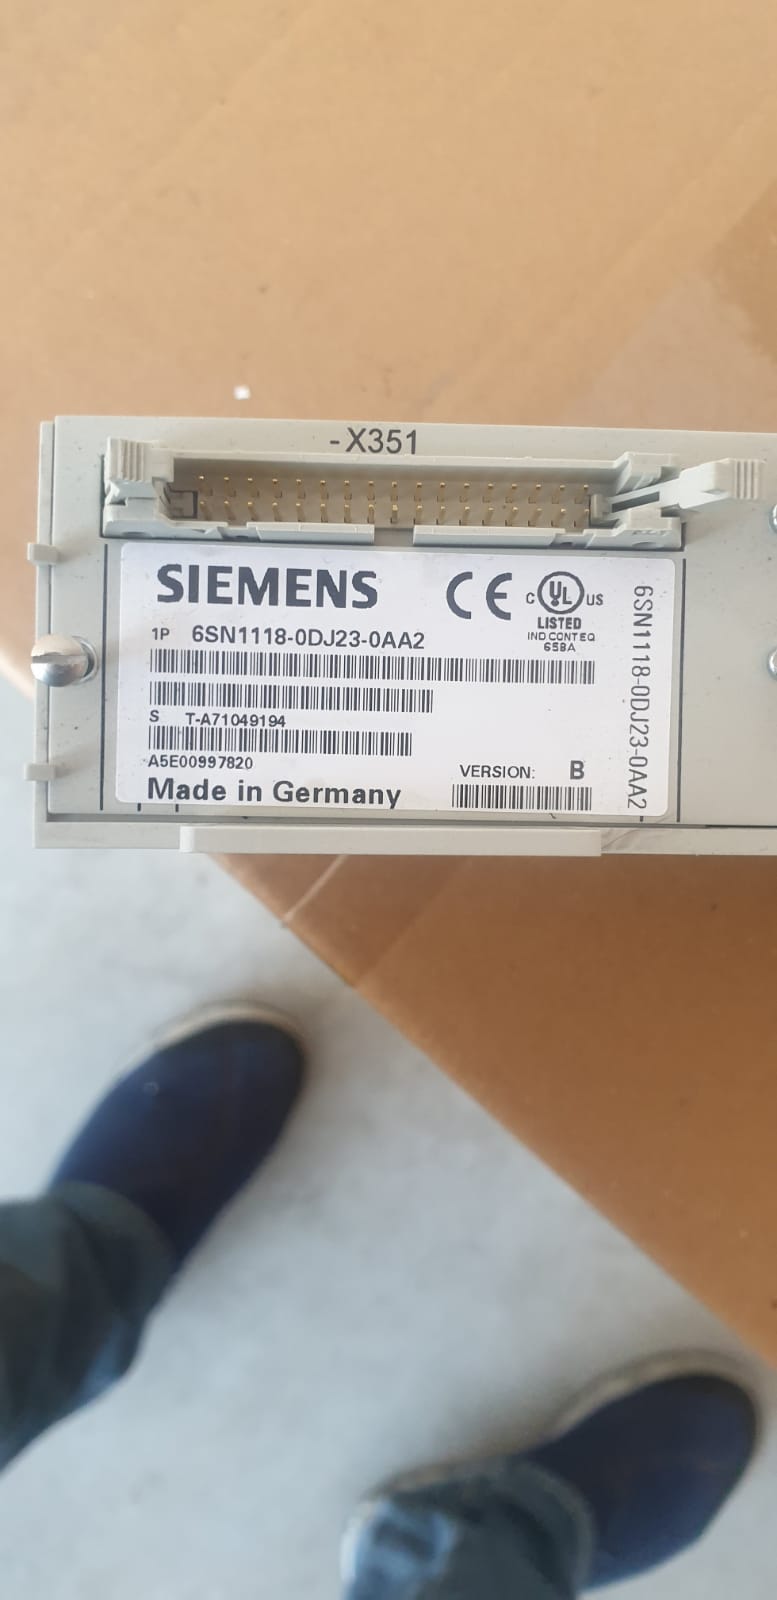 -X351
SIEMENS
CE
C UL US
LISTED
IND CONT EQ
658A
1P 6SN1118-0DJ23-0AA2
S T-A71049194
A5E00997820
VERSION: B
Made in Germany
6SN1118-0DJ23-0AA2